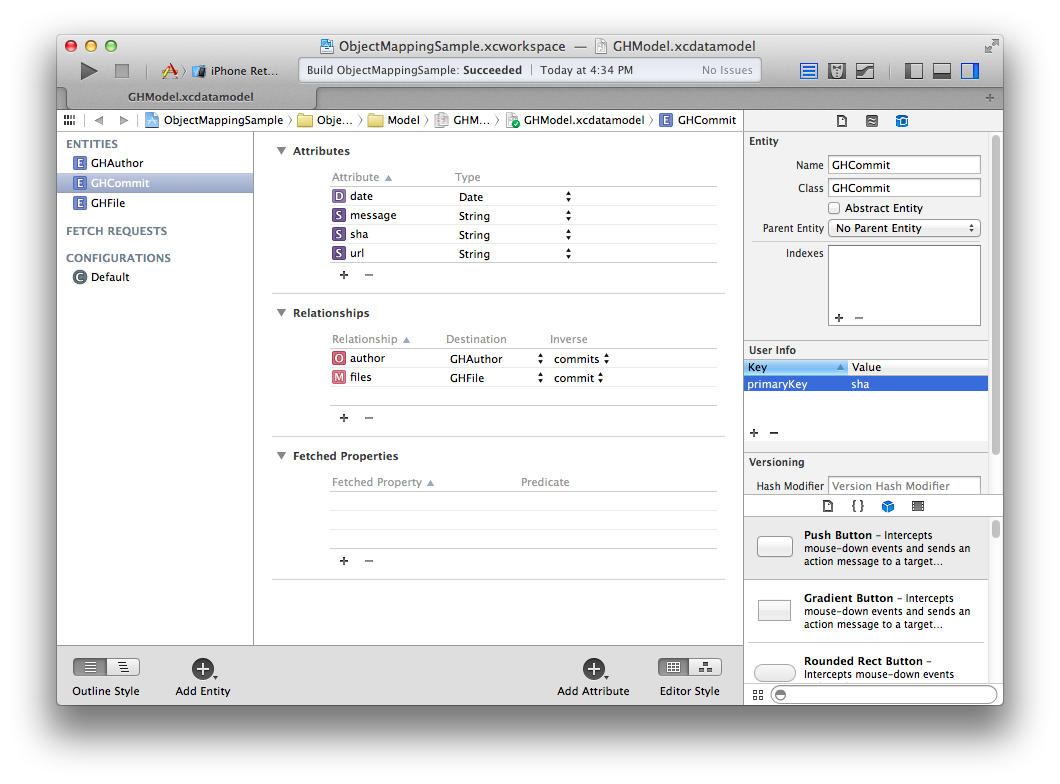 ObjectMappingSample.xcworkspace — GHModel.xcdatamodel
iPhone Ret...
Build ObjectMappingSample: Succeeded | Today at 4:34 PM No Issues
GHModel.xcdatamodel
ObjectMappingSample Obje... Model GHM... GHModel.xcdatamodel E GHCommit
ENTITIES
E GHAuthor
E GHCommit
E GHFile
FETCH REQUESTS
CONFIGURATIONS
C Default
Attributes
Attribute Type
D date Date
S message String
S sha String
S url String
Relationships
Relationship Destination Inverse
O author GHAuthor commits
M files GHFile commit
Fetched Properties
Fetched Property Predicate
Outline Style
Add Entity
Add Attribute
Editor Style
Entity
Name GHCommit
Class GHCommit
Abstract Entity
Parent Entity No Parent Entity
Indexes
User Info
Key Value
primaryKey sha
Versioning
Hash Modifier Version Hash Modifier
{ }
Push Button – Intercepts
mouse-down events and sends an
action message to a target...
Gradient Button – Intercepts
mouse-down events and sends an
action message to a target...
Rounded Rect Button –
Intercepts mouse-down events